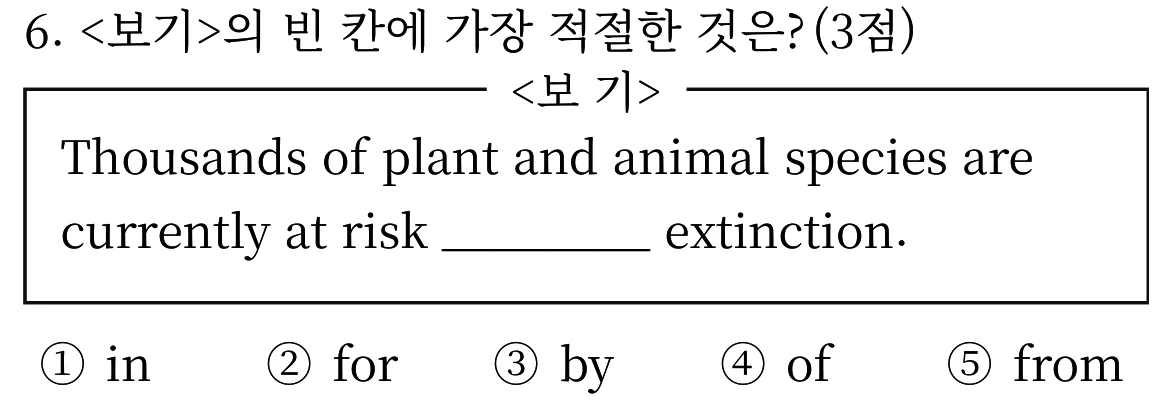 6. <보기>의 빈 칸에 가장 적절한 것은?(3점)
<보 기>
Thousands of plant and animal species are
currently at risk ________ extinction.
① in ② for ③ by ④ of ⑤ from